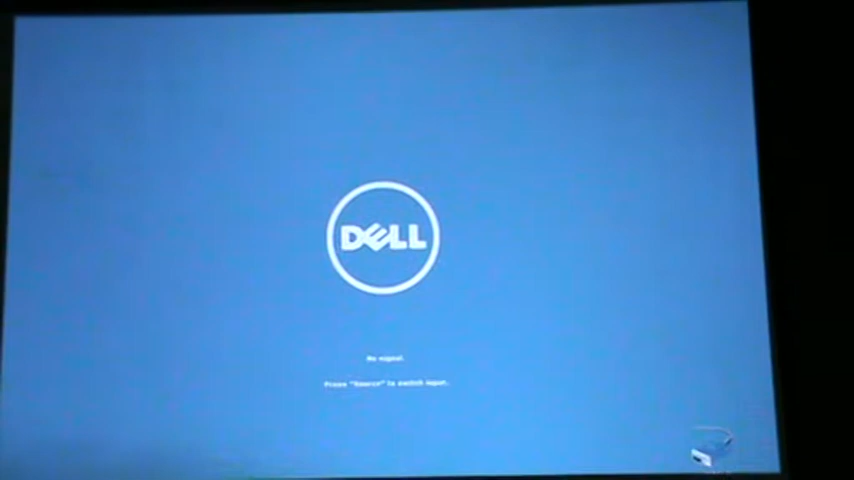 DELL
No signal.
Press "Source" to switch input.